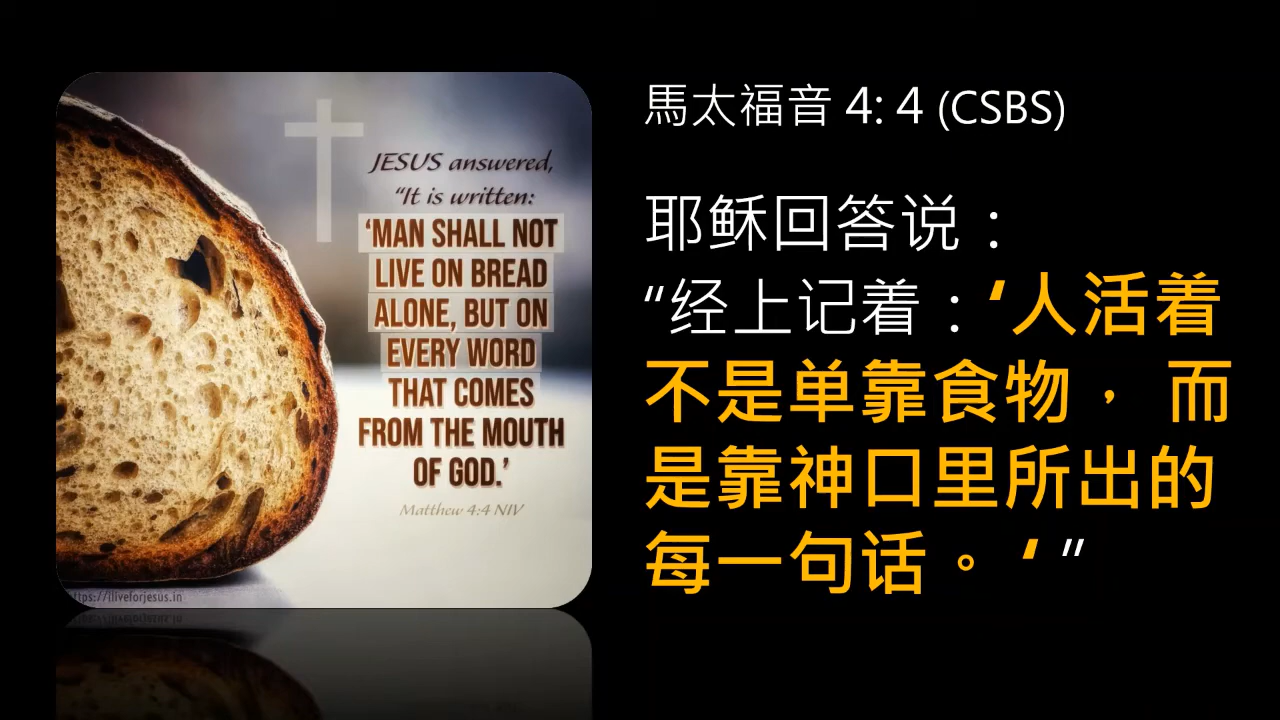 JESUS answered,
“It is written:
‘MAN SHALL NOT
LIVE ON BREAD
ALONE, BUT ON
EVERY WORD
THAT COMES
FROM THE MOUTH
OF GOD.’
Matthew 4:4 NIV
https://iliveforjesus.in
馬太福音 4: 4 (CSBS)
耶稣回答说：
“经上记着：‘人活着
不是单靠食物， 而
是靠神口里所出的
每一句话。‘ ”